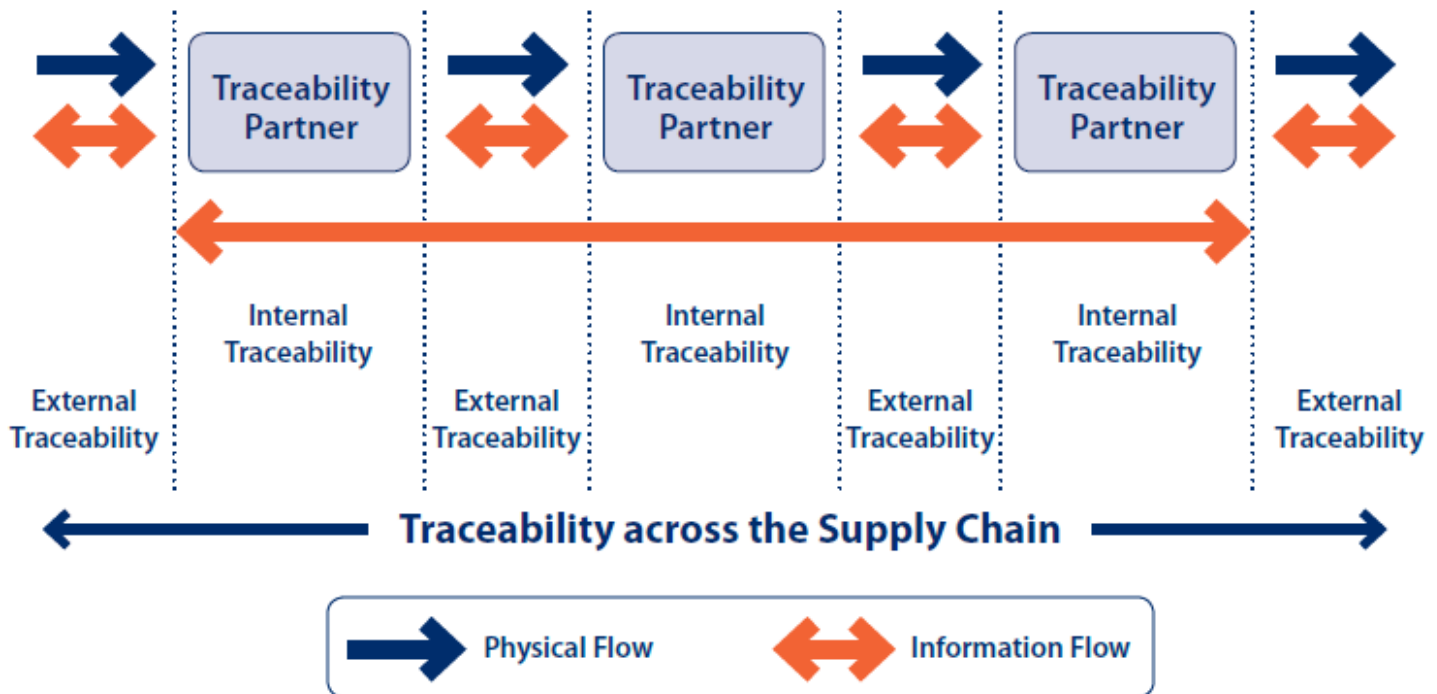 Traceability
Partner
Traceability
Partner
Traceability
Partner
Internal
Traceability
Internal
Traceability
Internal
Traceability
External
Traceability
External
Traceability
External
Traceability
External
Traceability
Traceability across the Supply Chain
Physical Flow
Information Flow